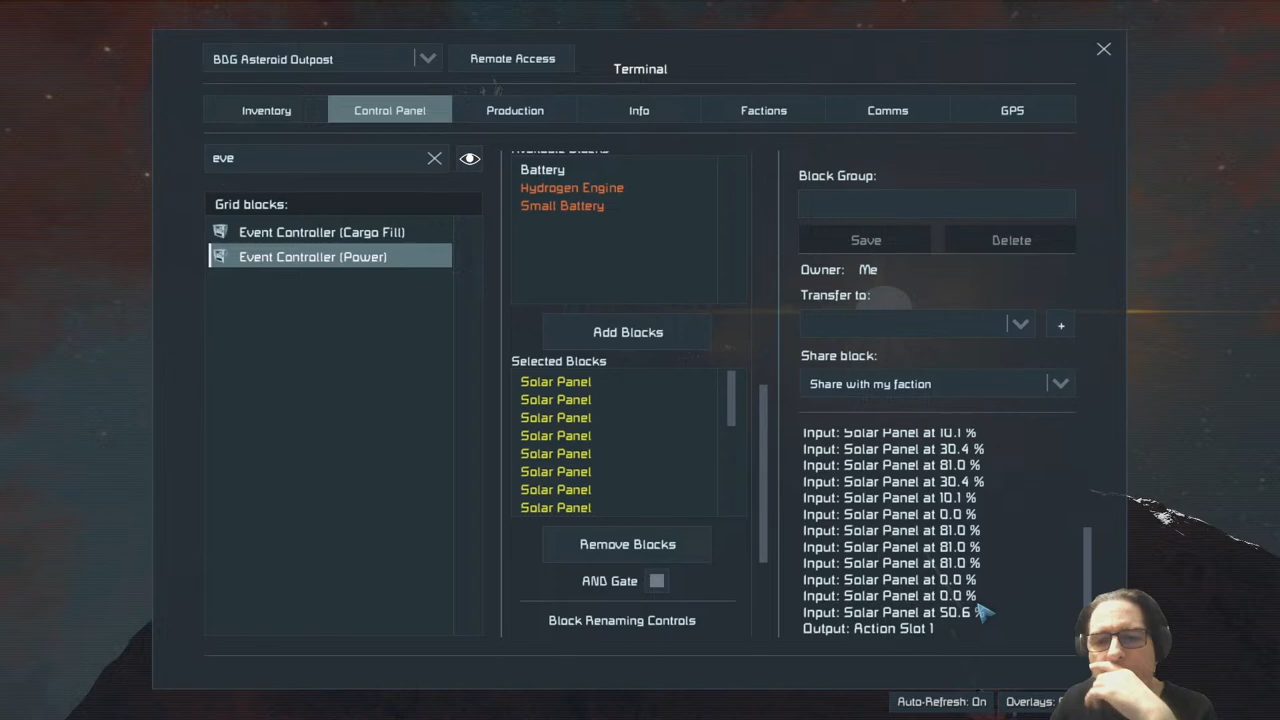 BDG Asteroid Outpost
Remote Access
Terminal
Inventory
Control Panel
Production
Info
Factions
Comms
GPS
eve
Grid blocks:
Event Controller (Cargo Fill)
Event Controller (Power)
Available Blocks
Battery
Hydrogen Engine
Small Battery
Add Blocks
Selected Blocks
Solar Panel
Solar Panel
Solar Panel
Solar Panel
Solar Panel
Solar Panel
Solar Panel
Solar Panel
Remove Blocks
AND Gate
Block Renaming Controls
Block Group:
Save
Delete
Owner: Me
Transfer to:
+
Share block:
Share with my faction
Input: Solar Panel at 10.1 %
Input: Solar Panel at 30.4 %
Input: Solar Panel at 81.0 %
Input: Solar Panel at 30.4 %
Input: Solar Panel at 10.1 %
Input: Solar Panel at 0.0 %
Input: Solar Panel at 81.0 %
Input: Solar Panel at 81.0 %
Input: Solar Panel at 81.0 %
Input: Solar Panel at 0.0 %
Input: Solar Panel at 0.0 %
Input: Solar Panel at 50.6 %
Output: Action Slot 1
Auto-Refresh: On
Overlays: